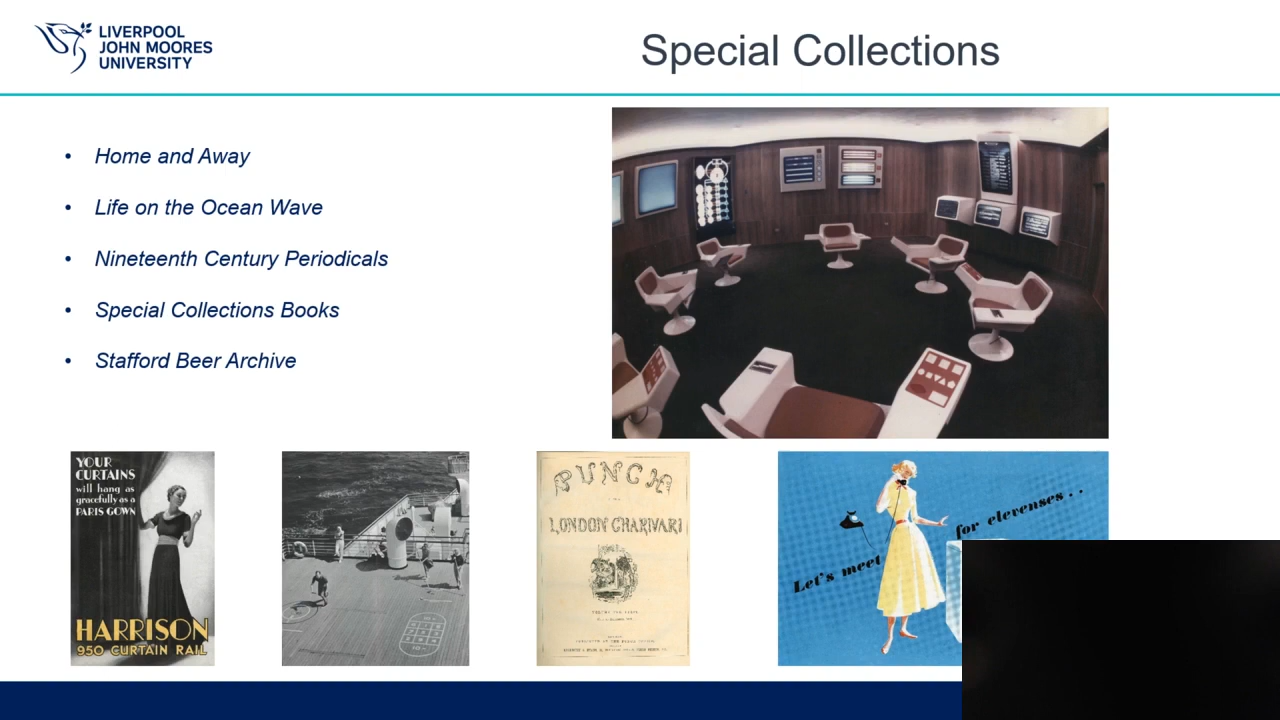 LIVERPOOL
JOHN MOORES
UNIVERSITY
Special Collections
• Home and Away
• Life on the Ocean Wave
• Nineteenth Century Periodicals
• Special Collections Books
• Stafford Beer Archive
YOUR
CURTAINS
will hang as
gracefully as a
PARIS GOWN
HARRISON
950 CURTAIN RAIL
PUNCH
LONDON CHARIVARI
Let's meet for elevenses . .